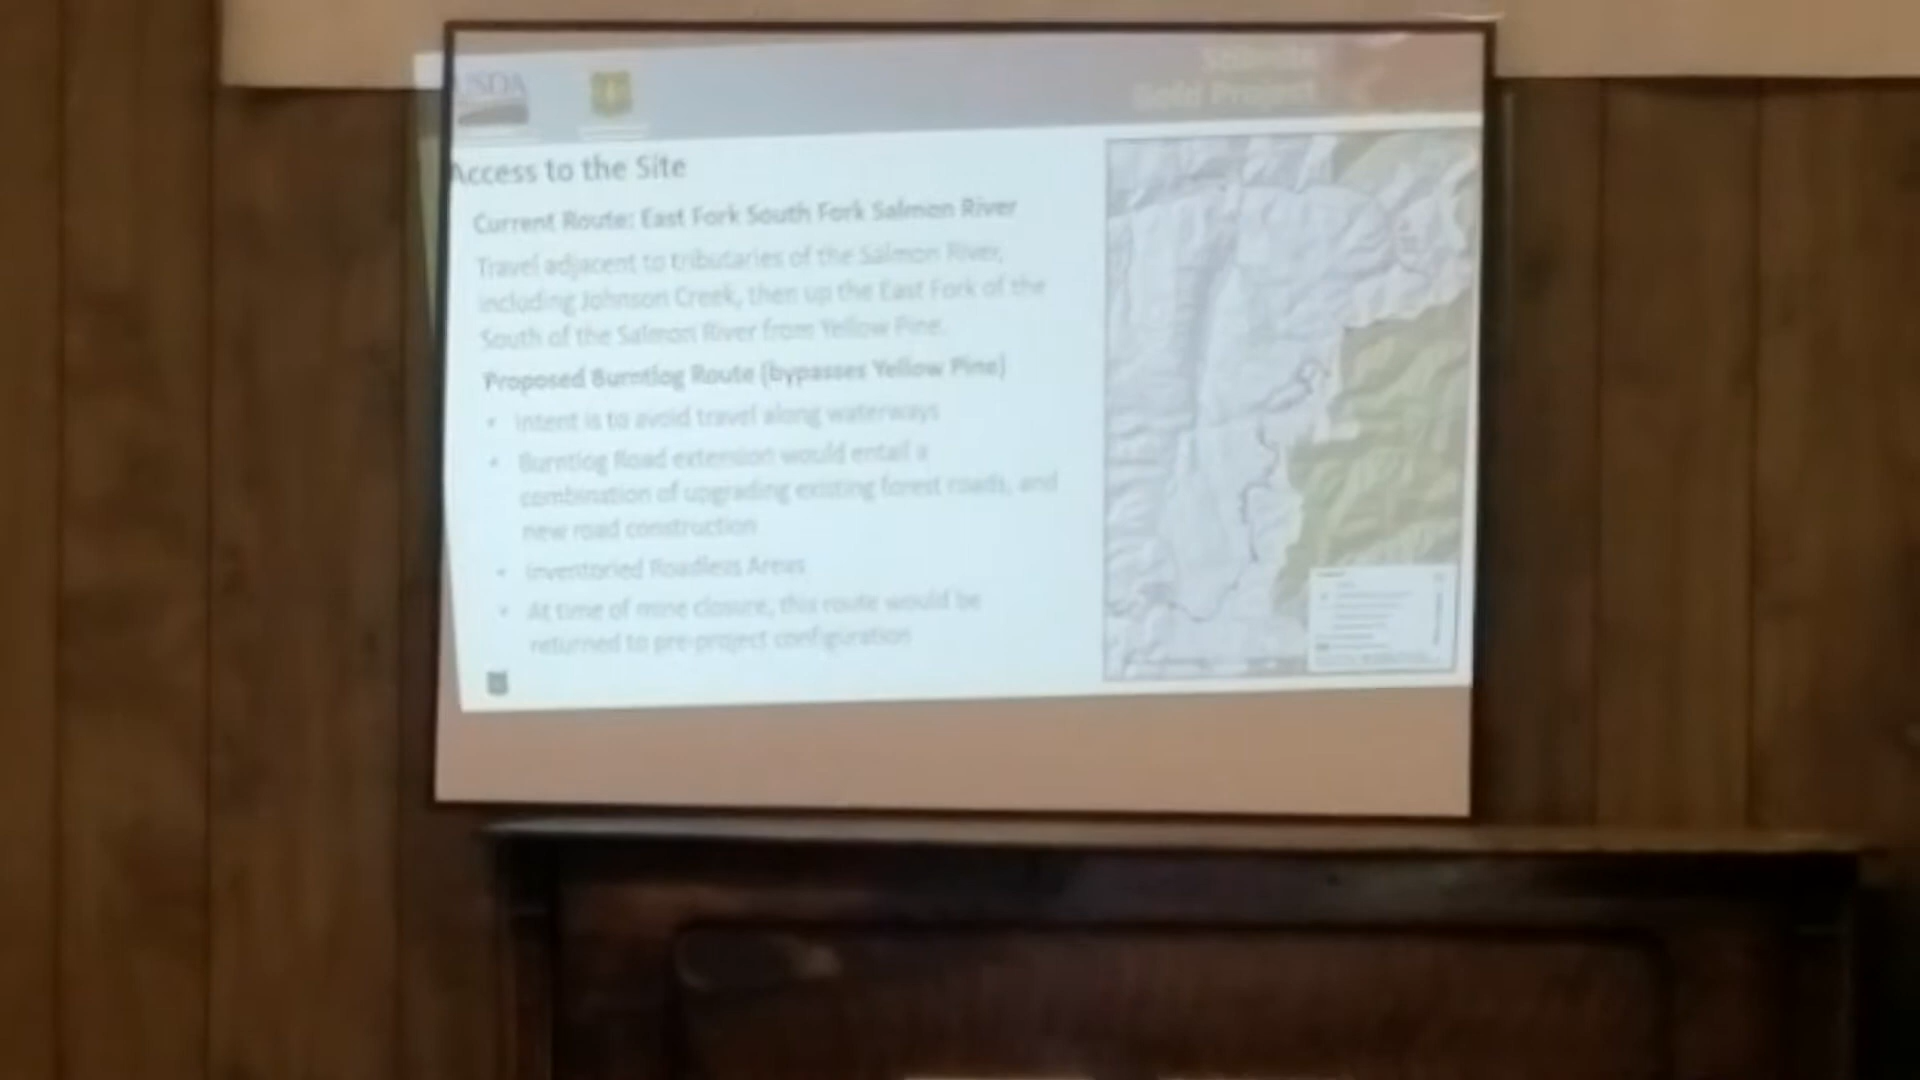 USDA
Stibnite
Gold Project
Access to the Site
Current Route: East Fork South Fork Salmon River
Travel adjacent to tributaries of the Salmon River,
including Johnson Creek, then up the East Fork of the
South of the Salmon River from Yellow Pine.
Proposed Burntlog Route (bypasses Yellow Pine)
• Intent is to avoid travel along waterways
• Burntlog Road extension would entail a
combination of upgrading existing forest roads, and
new road construction
• Inventoried Roadless Areas
• At time of mine closure, this route would be
returned to pre-project configuration